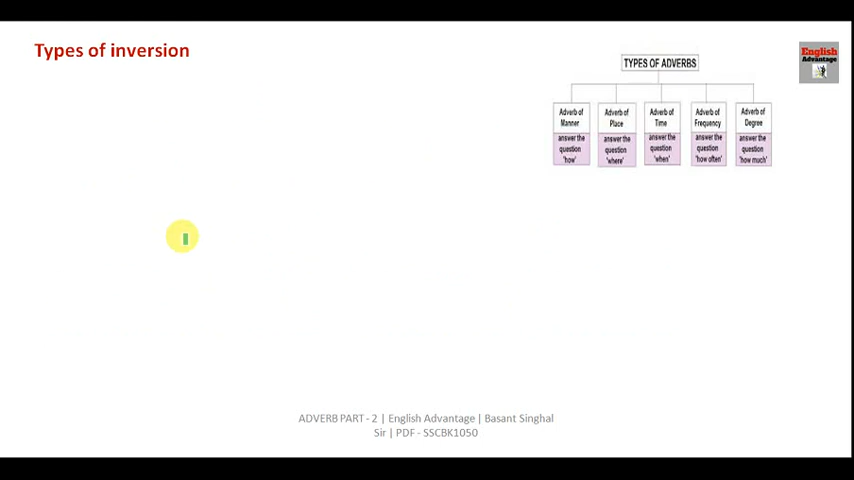 Types of inversion
English
Advantage
TYPES OF ADVERBS
Adverb of
Manner
answer the
question
'how'
Adverb of
Place
answer the
question
'where'
Adverb of
Time
answer the
question
'when'
Adverb of
Frequency
answer the
question
'how often'
Adverb of
Degree
answer the
question
'how much'
ADVERB PART - 2 | English Advantage | Basant Singhal
Sir | PDF - SSCBK1050